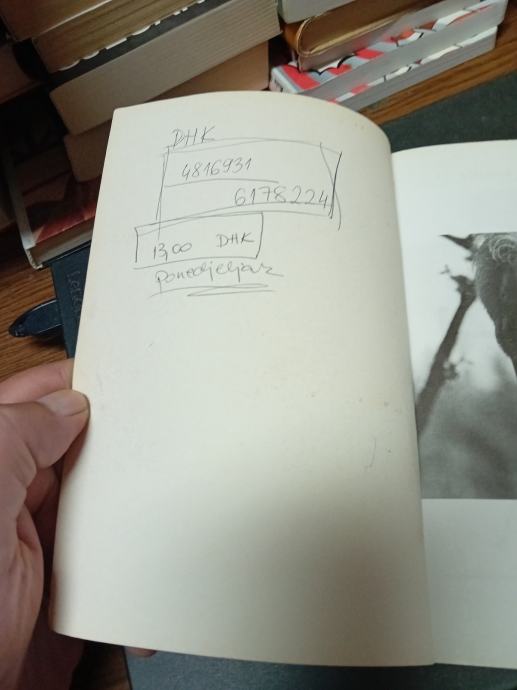 DHK
4816931
6178224
13,00 DHK
Ponedjeljak